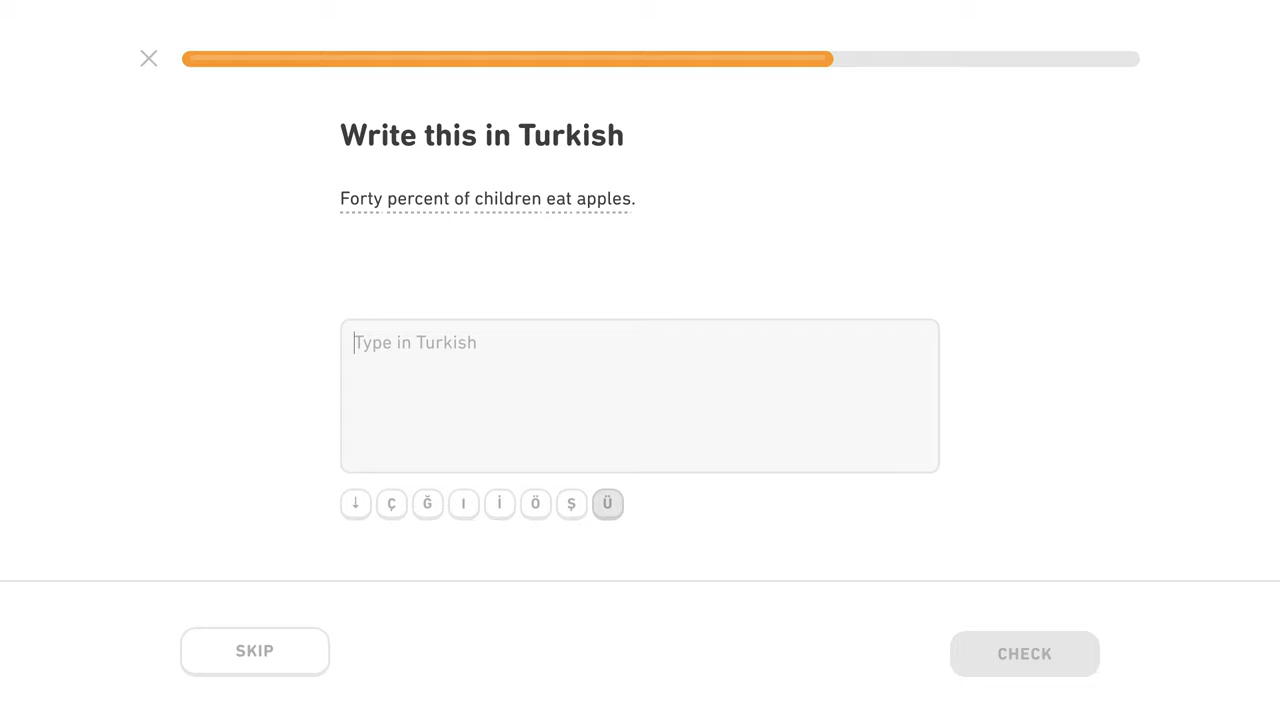 Write this in Turkish
Forty percent of children eat apples.
Type in Turkish
↓ Ç Ğ I İ Ö Ş Ü
SKIP
CHECK